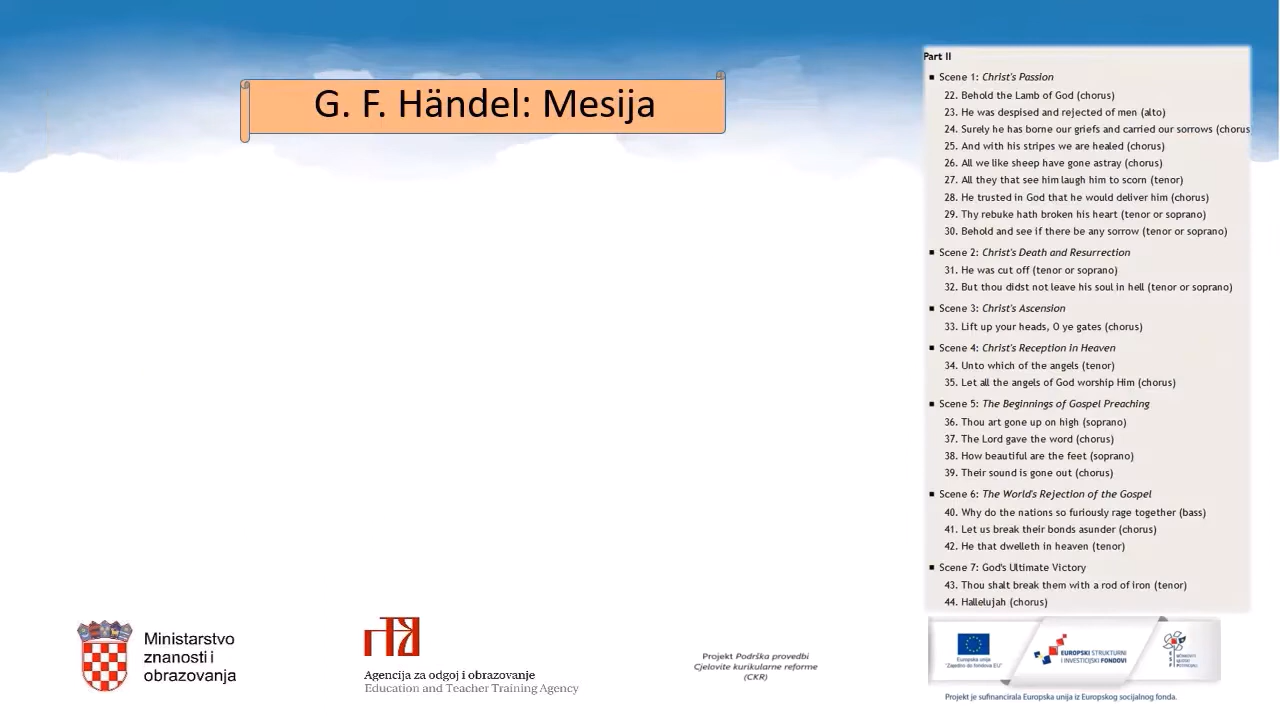 G. F. Händel: Mesija
Part II
▪ Scene 1: Christ's Passion
22. Behold the Lamb of God (chorus)
23. He was despised and rejected of men (alto)
24. Surely he has borne our griefs and carried our sorrows (chorus
25. And with his stripes we are healed (chorus)
26. All we like sheep have gone astray (chorus)
27. All they that see him laugh him to scorn (tenor)
28. He trusted in God that he would deliver him (chorus)
29. Thy rebuke hath broken his heart (tenor or soprano)
30. Behold and see if there be any sorrow (tenor or soprano)
▪ Scene 2: Christ's Death and Resurrection
31. He was cut off (tenor or soprano)
32. But thou didst not leave his soul in hell (tenor or soprano)
▪ Scene 3: Christ's Ascension
33. Lift up your heads, O ye gates (chorus)
▪ Scene 4: Christ's Reception in Heaven
34. Unto which of the angels (tenor)
35. Let all the angels of God worship Him (chorus)
▪ Scene 5: The Beginnings of Gospel Preaching
36. Thou art gone up on high (soprano)
37. The Lord gave the word (chorus)
38. How beautiful are the feet (soprano)
39. Their sound is gone out (chorus)
▪ Scene 6: The World's Rejection of the Gospel
40. Why do the nations so furiously rage together (bass)
41. Let us break their bonds asunder (chorus)
42. He that dwelleth in heaven (tenor)
▪ Scene 7: God's Ultimate Victory
43. Thou shalt break them with a rod of iron (tenor)
44. Hallelujah (chorus)
Ministarstvo
znanosti i
obrazovanja
Agencija za odgoj i obrazovanje
Education and Teacher Training Agency
Projekt Podrška provedbi
Cjelovite kurikularne reforme
(CKR)
Europska unija
"Zajedno do fondova EU"
EUROPSKI STRUKTURNI
I INVESTICIJSKI FONDOVI
Projekt je sufinancirala Europska unija iz Europskog socijalnog fonda.